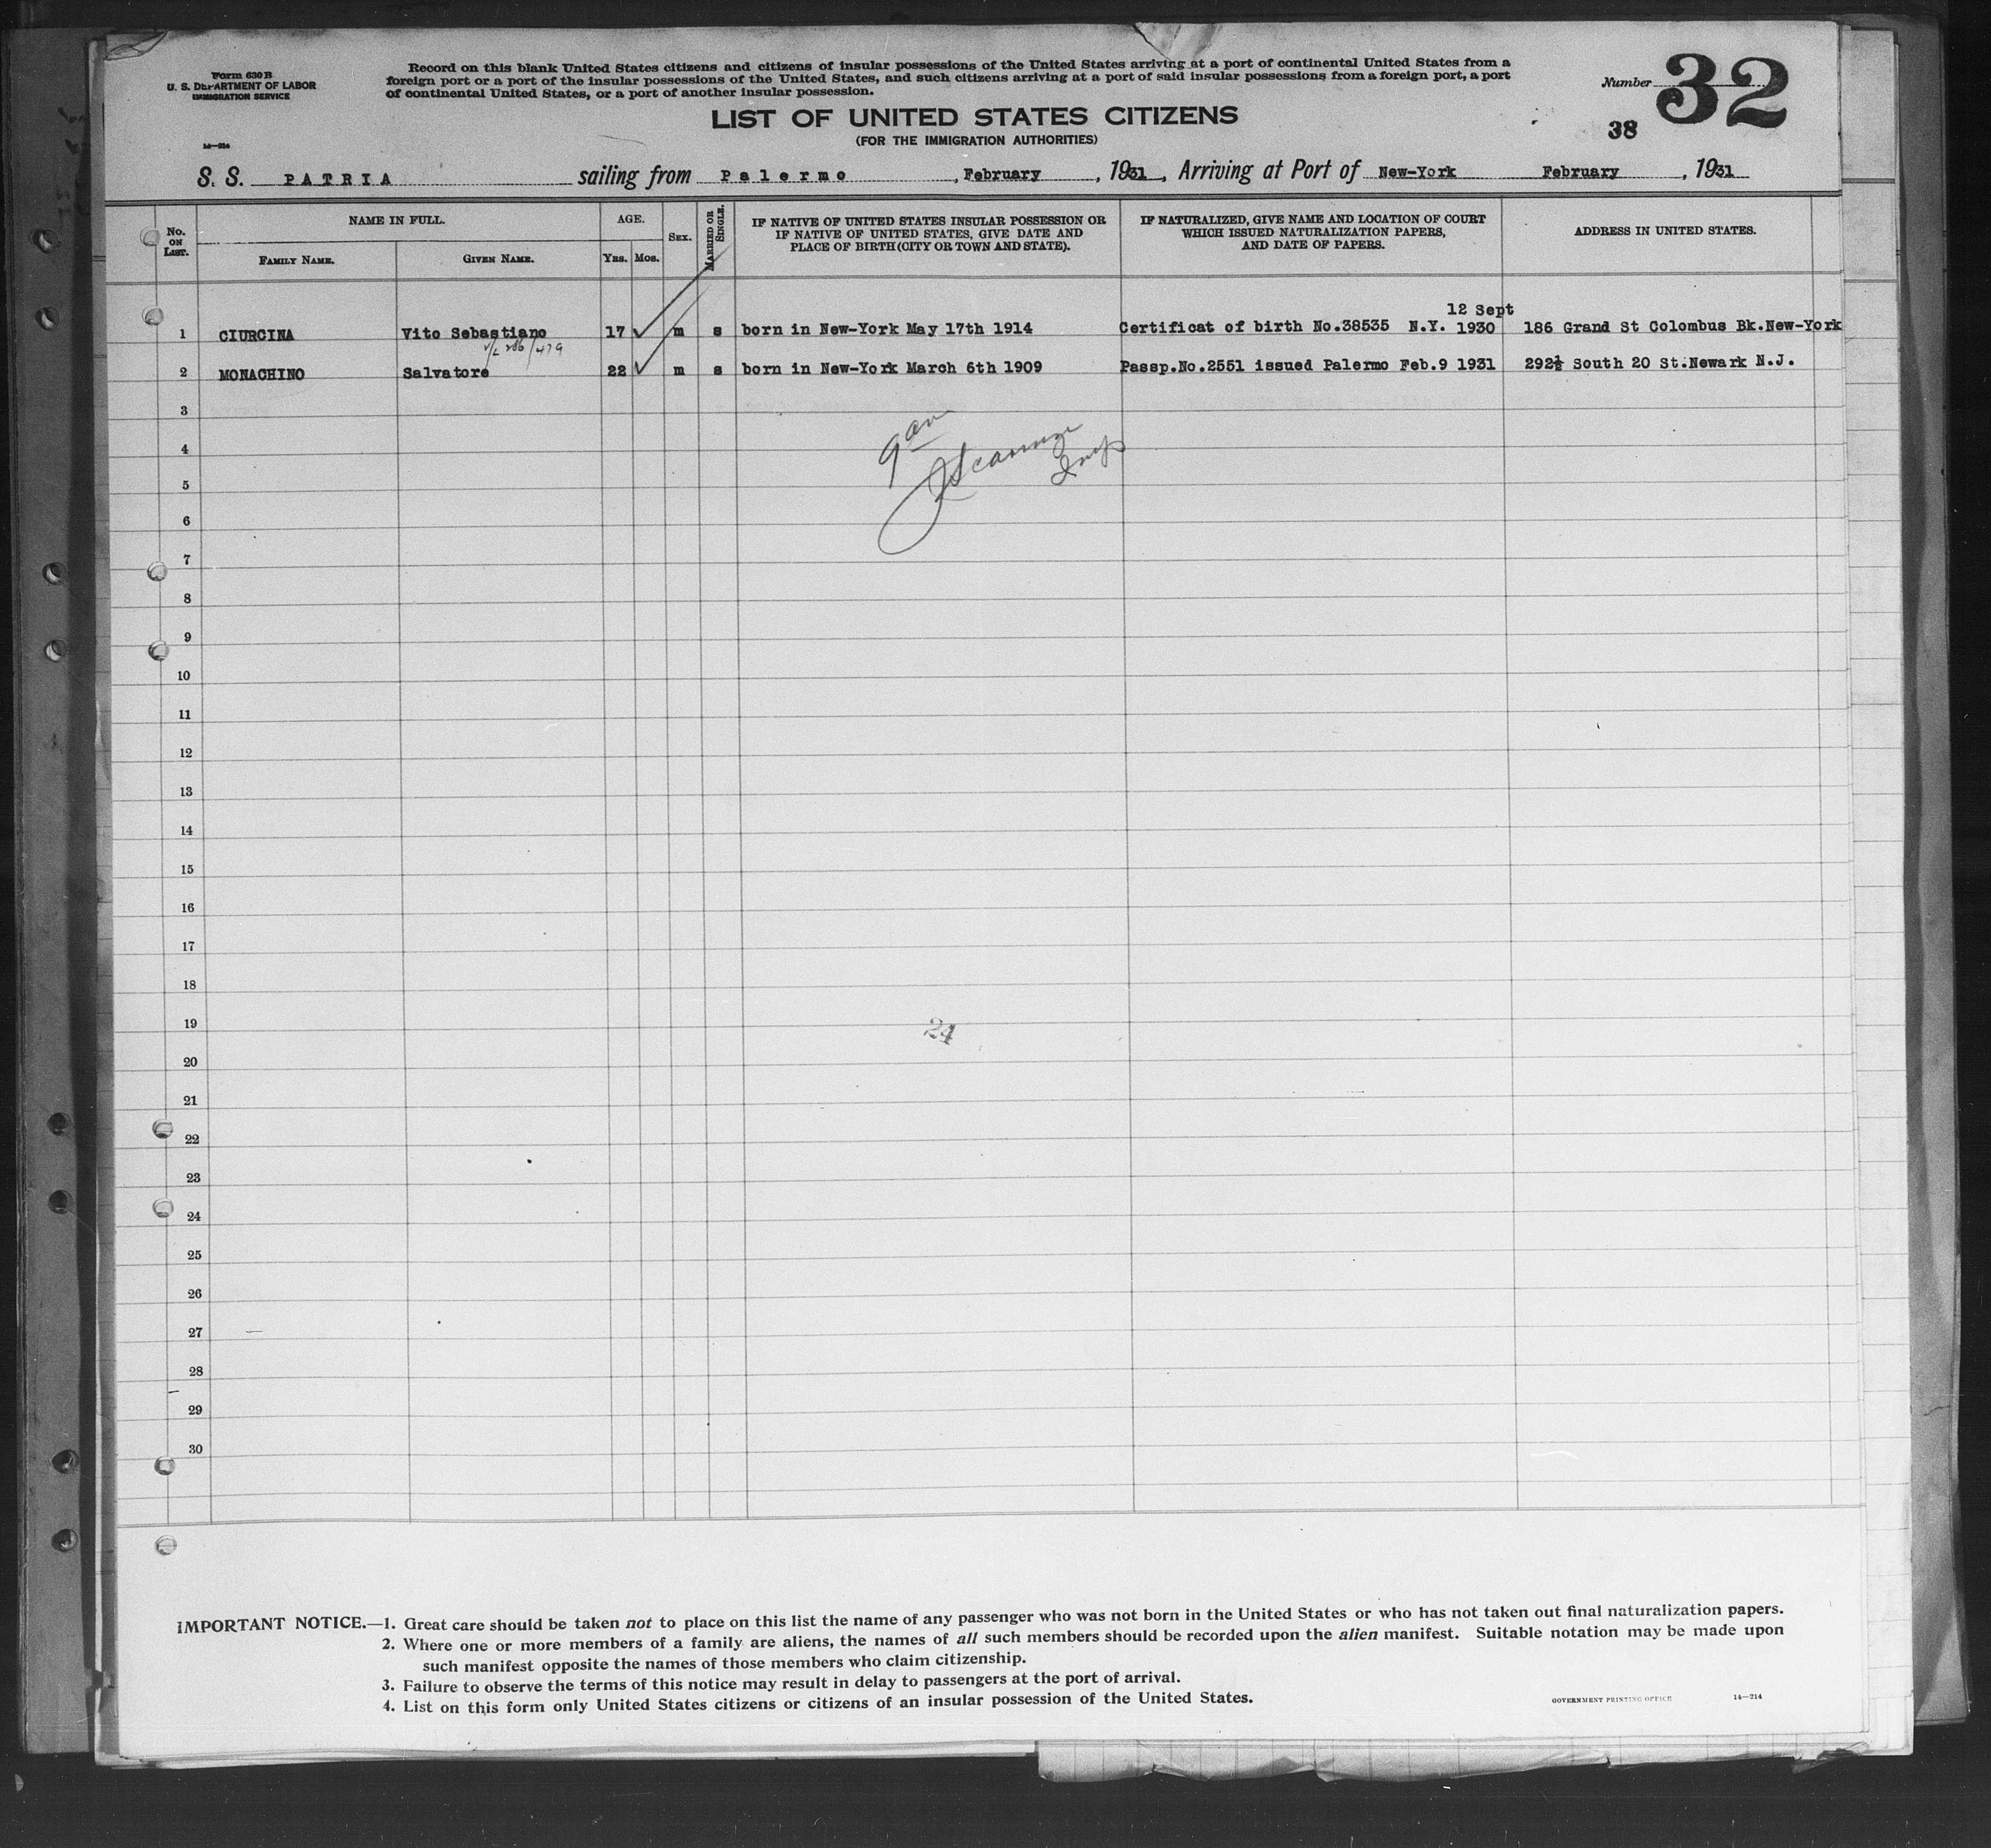 Form 630 B
U. S. DEPARTMENT OF LABOR
IMMIGRATION SERVICE
14—214
Record on this blank United States citizens and citizens of insular possessions of the United States arriving at a port of continental United States from a
foreign port or a port of the insular possessions of the United States, and such citizens arriving at a port of said insular possessions from a foreign port, a port
of continental United States, or a port of another insular possession.
Number 32
LIST OF UNITED STATES CITIZENS
(FOR THE IMMIGRATION AUTHORITIES)
38
S. S. PATRIA sailing from Palermo, February, 1931, Arriving at Port of New-York February, 1931
No. ON LIST.
NAME IN FULL.
FAMILY NAME.
GIVEN NAME.
AGE.
YRS.
MOS.
SEX.
MARRIED OR SINGLE.
IF NATIVE OF UNITED STATES INSULAR POSSESSION OR
IF NATIVE OF UNITED STATES, GIVE DATE AND
PLACE OF BIRTH (CITY OR TOWN AND STATE).
IF NATURALIZED, GIVE NAME AND LOCATION OF COURT
WHICH ISSUED NATURALIZATION PAPERS,
AND DATE OF PAPERS.
ADDRESS IN UNITED STATES.
12 Sept
1 CIURCINA Vito Sebastiano 17 m s born in New-York May 17th 1914 Certificat of birth No.38535 N.Y. 1930 186 Grand St Colombus Bk.New-York
2 MONACHINO Salvatore 22 m s born in New-York March 6th 1909 Passp.No.2551 issued Palermo Feb.9 1931 292½ South 20 St.Newark N.J.
3
4
5
6
7
8
9
10
11
12
13
14
15
16
17
18
19
24
20
21
22
23
24
25
26
27
28
29
30
IMPORTANT NOTICE.—1. Great care should be taken not to place on this list the name of any passenger who was not born in the United States or who has not taken out final naturalization papers.
2. Where one or more members of a family are aliens, the names of all such members should be recorded upon the alien manifest. Suitable notation may be made upon
such manifest opposite the names of those members who claim citizenship.
3. Failure to observe the terms of this notice may result in delay to passengers at the port of arrival.
4. List on this form only United States citizens or citizens of an insular possession of the United States.
GOVERNMENT PRINTING OFFICE 14—214